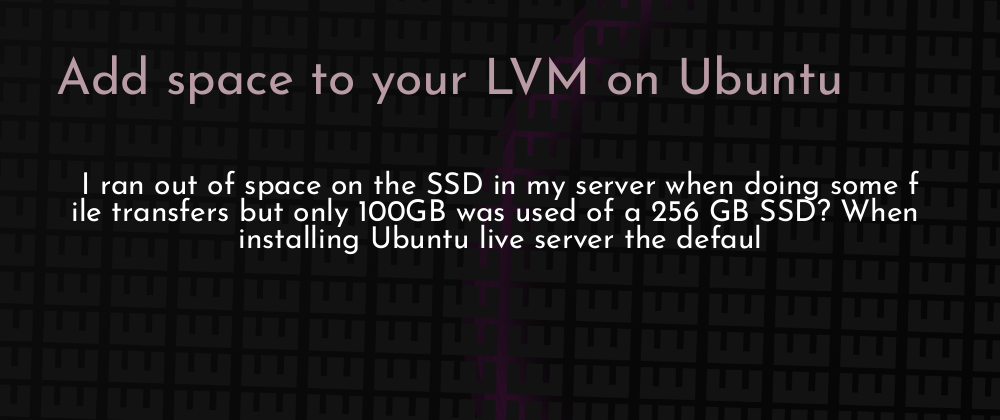 Add space to your LVM on Ubuntu
I ran out of space on the SSD in my server when doing some f
ile transfers but only 100GB was used of a 256 GB SSD? When
installing Ubuntu live server the defaul